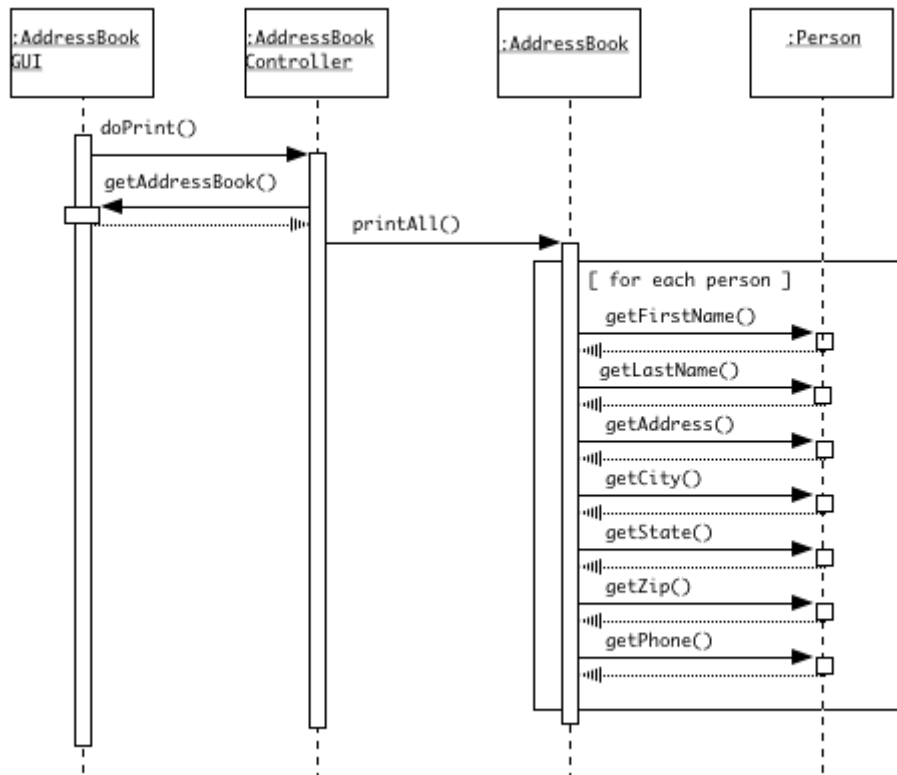 :AddressBook
GUI
:AddressBook
Controller
:AddressBook
:Person
doPrint()
getAddressBook()
printAll()
[ for each person ]
getFirstName()
getLastName()
getAddress()
getCity()
getState()
getZip()
getPhone()